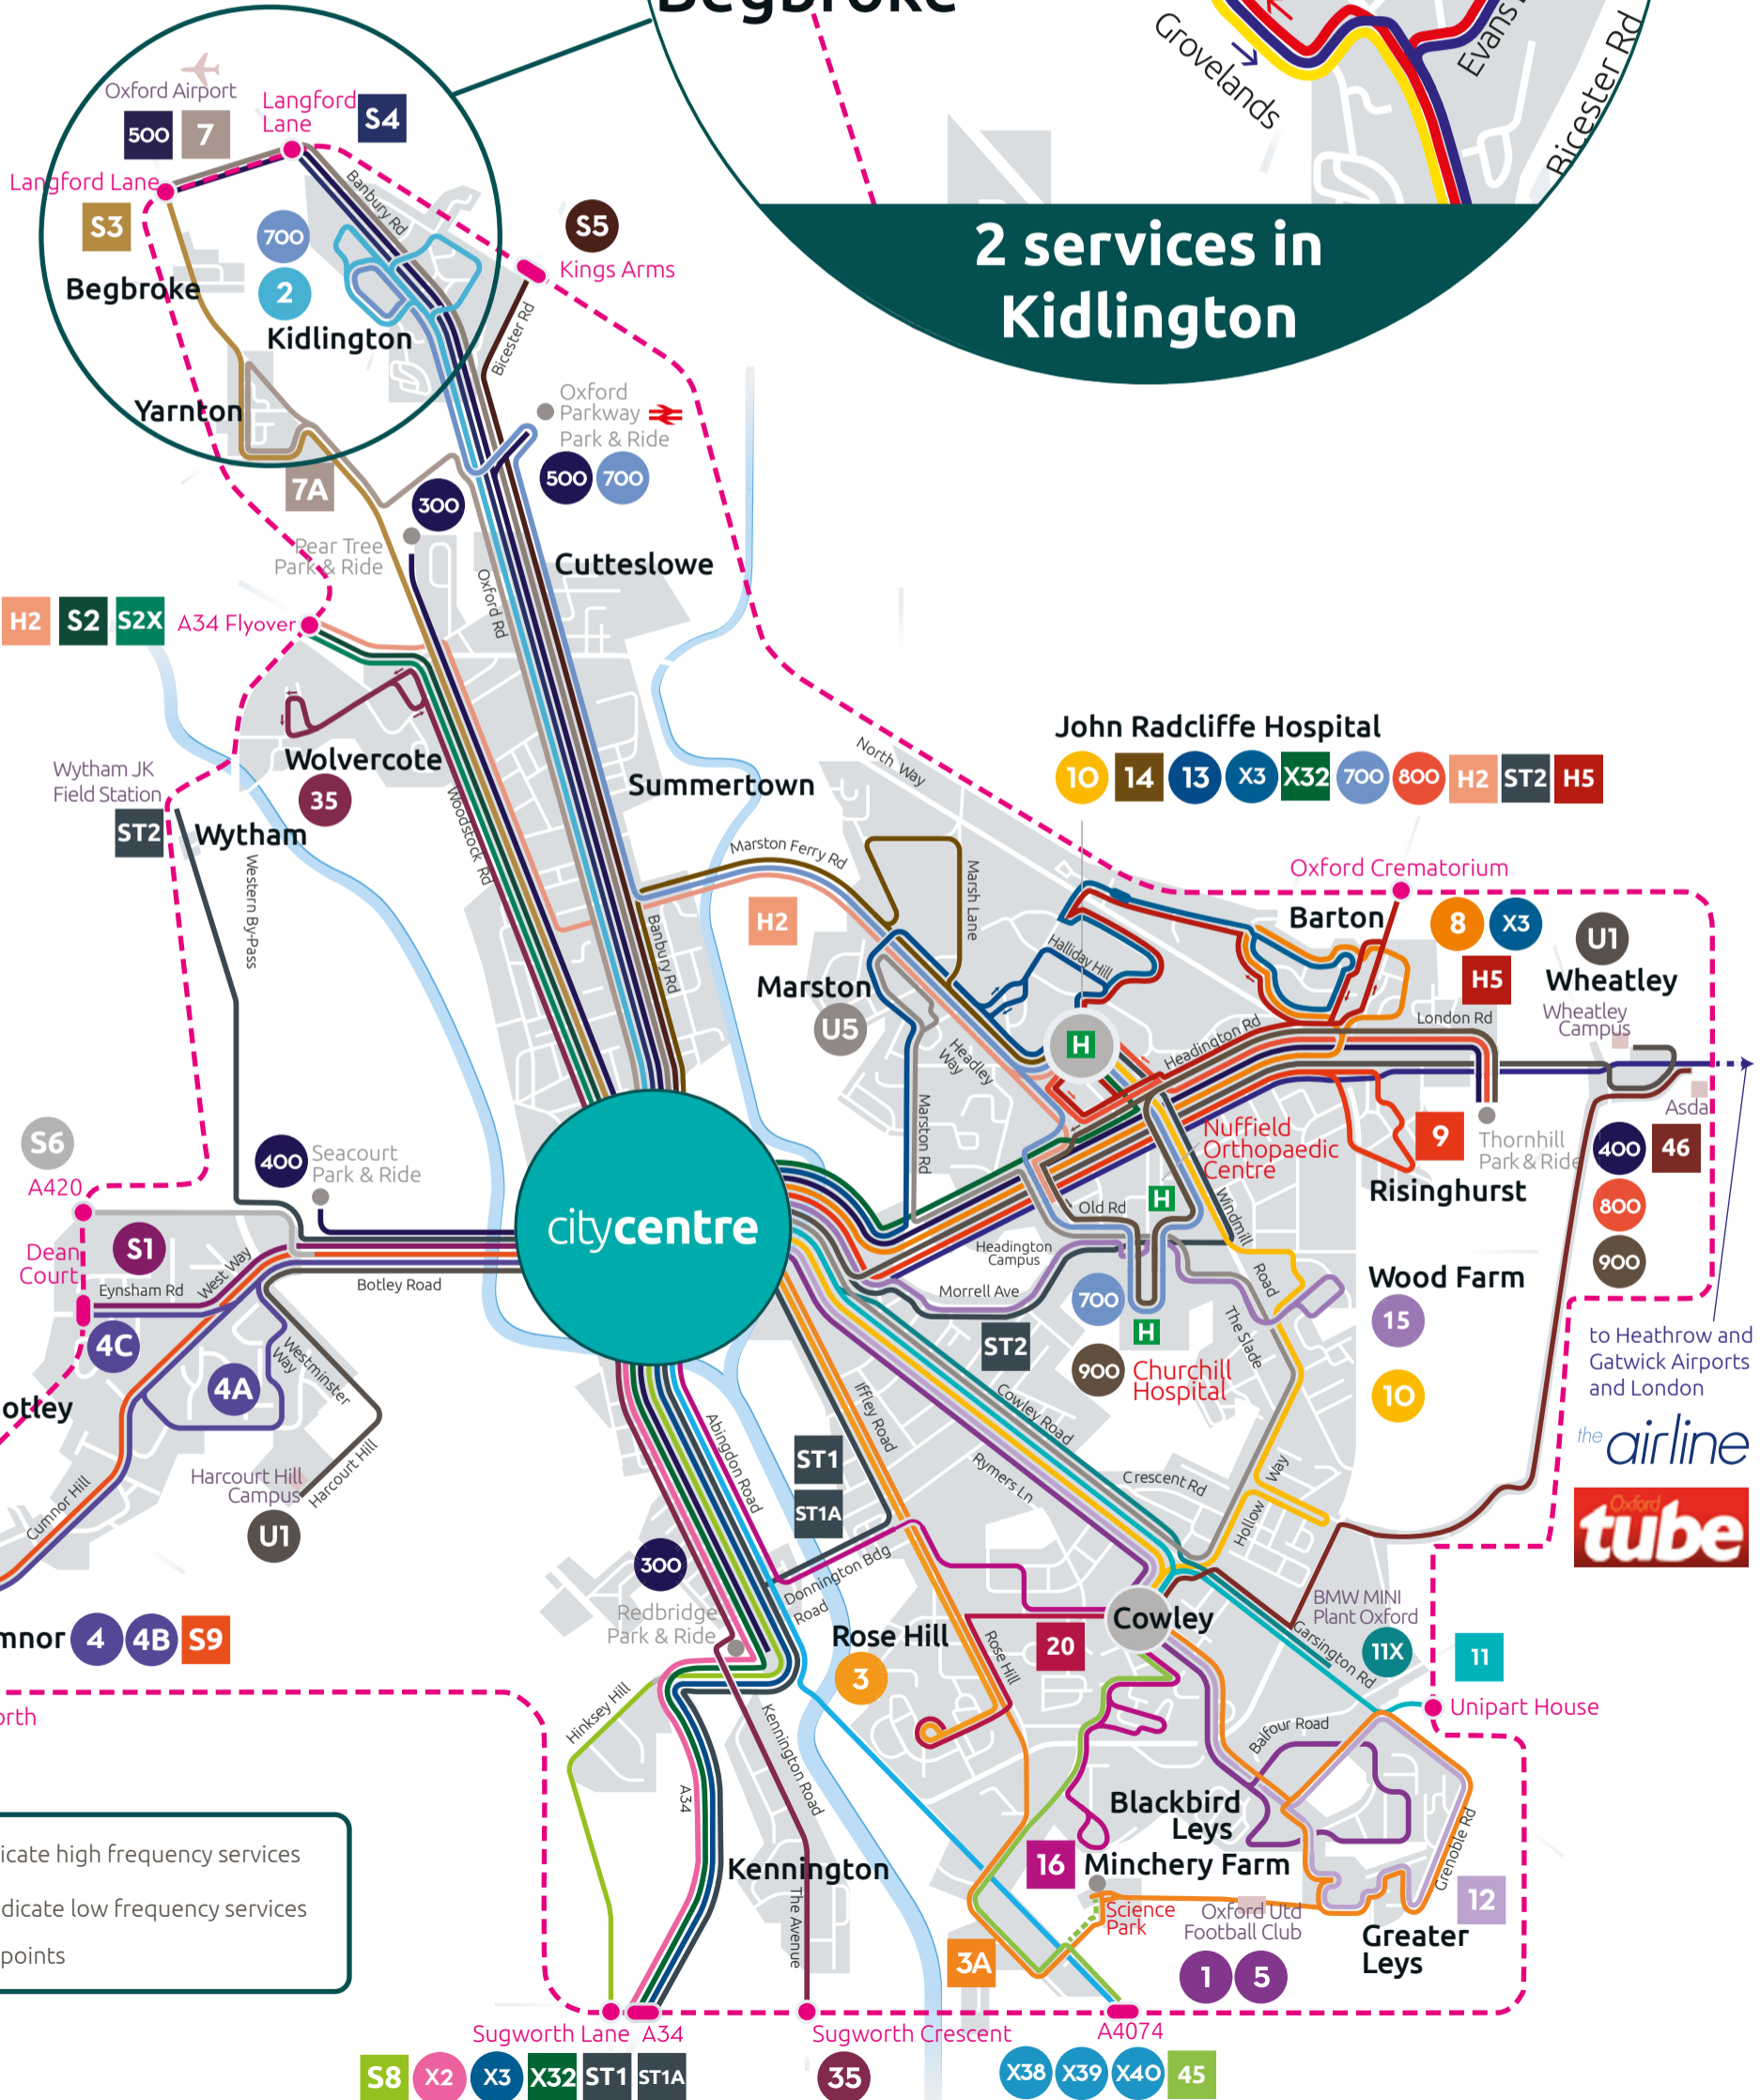 Begbroke
Grovelands
Evans
Bicester Rd
2 services in
Kidlington
Oxford Airport
500
7
Langford
Lane
S4
Langford Lane
S3
Begbroke
700
2
Kidlington
Banbury Rd
S5
Kings Arms
Bicester Rd
Yarnton
7A
Oxford
Parkway
Park & Ride
500
700
300
Pear Tree
Park & Ride
Cutteslowe
Oxford Rd
H2
S2
S2X
A34 Flyover
Wolvercote
35
Woodstock Rd
Wytham JK
Field Station
ST2
Wytham
Western By-Pass
Summertown
North Way
John Radcliffe Hospital
10
14
13
X3
X32
700
800
H2
ST2
H5
Marston Ferry Rd
H2
Marsh Lane
Banbury Rd
Marston
U5
Halliday Hill
Headley
Way
Marston Rd
H
Oxford Crematorium
Barton
8
X3
H5
U1
Wheatley
Wheatley
Campus
London Rd
Headington Rd
Asda
9
Thornhill
Park & Ride
Risinghurst
400
46
800
900
Nuffield
Orthopaedic
Centre
H
Old Rd
Windmill
Road
Headington
Campus
Morrell Ave
ST2
700
H
900
Churchill
Hospital
The Slade
Wood Farm
15
10
to Heathrow and
Gatwick Airports
and London
the airline
Oxford
tube
S6
A420
400
Seacourt
Park & Ride
Dean
Court
S1
Eynsham Rd
West Way
Botley Road
4C
4A
Westminster
Way
otley
Harcourt Hill
Campus
Harcourt Hill
U1
Cumnor Hill
citycentre
mnor
4
4B
S9
orth
Abingdon Road
Iffley Road
Cowley Road
Rymers Ln
Crescent Rd
Hollow
Way
ST1
ST1A
300
Redbridge
Park & Ride
Donnington Bdg
Road
Rose Hill
3
Rose Hill
20
Cowley
BMW MINI
Plant Oxford
11X
Garsington Rd
11
Unipart House
Hinksey Hill
A34
Kennington Road
Kennington
The Avenue
Balfour Road
Blackbird
Leys
16
Minchery Farm
Science
Park
Oxford Utd
Football Club
1
5
3A
Grenoble Rd
12
Greater
Leys
icate high frequency services
dicate low frequency services
points
Sugworth Lane
A34
S8
X2
X3
X32
ST1
ST1A
Sugworth Crescent
35
A4074
X38
X39
X40
45